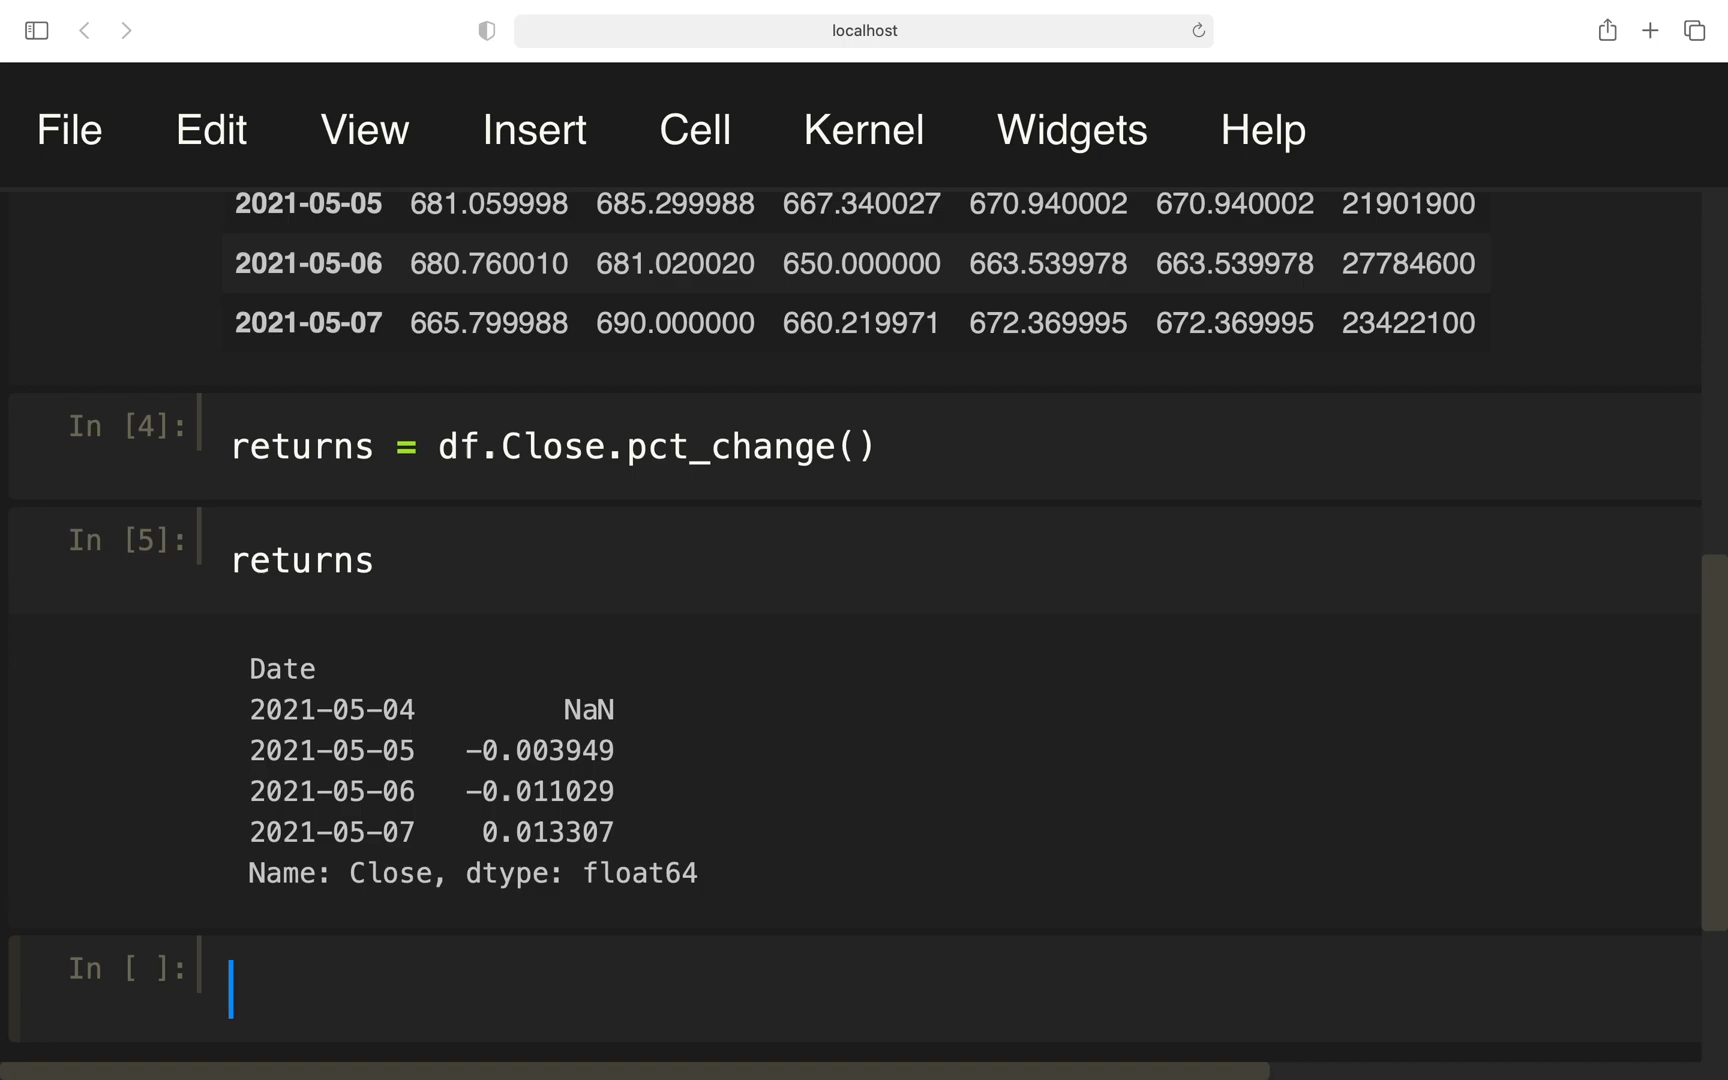 localhost
File Edit View Insert Cell Kernel Widgets Help
2021-05-05 681.059998 685.299988 667.340027 670.940002 670.940002 21901900
2021-05-06 680.760010 681.020020 650.000000 663.539978 663.539978 27784600
2021-05-07 665.799988 690.000000 660.219971 672.369995 672.369995 23422100
In [4]: returns = df.Close.pct_change()
In [5]: returns
Date
2021-05-04 NaN
2021-05-05 -0.003949
2021-05-06 -0.011029
2021-05-07 0.013307
Name: Close, dtype: float64
In [ ]: